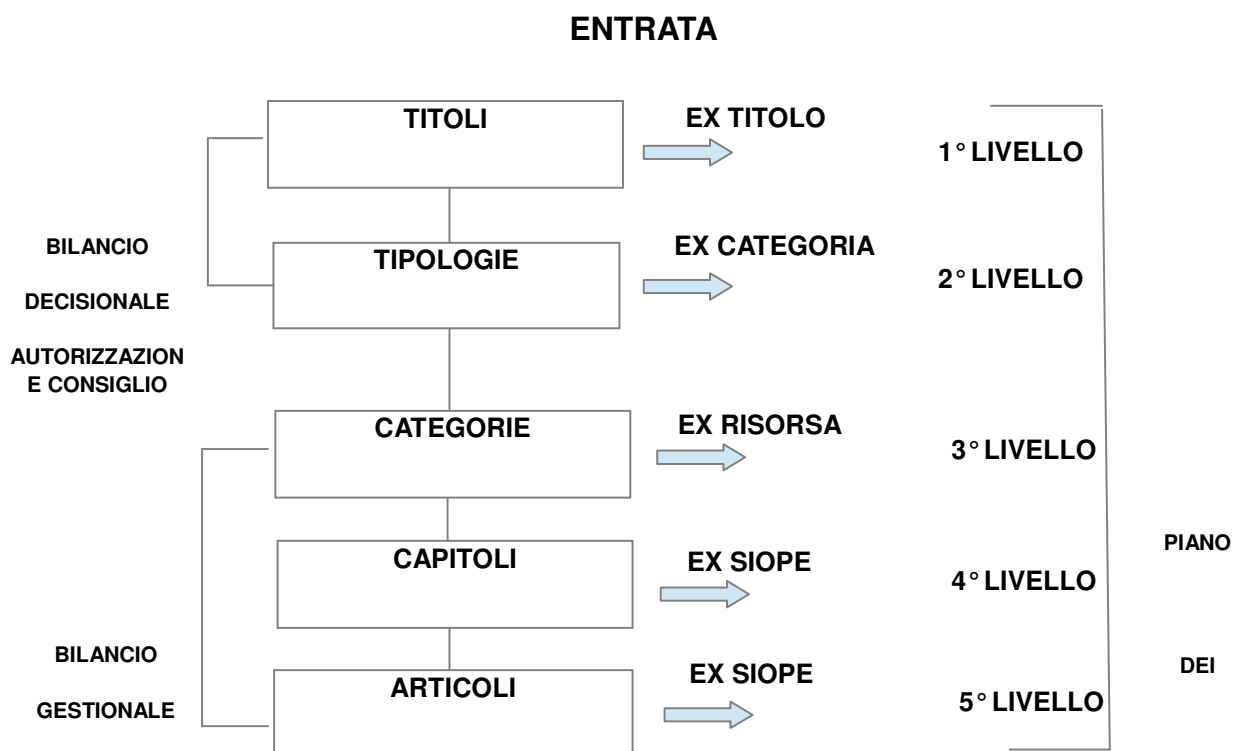 ENTRATA
TITOLI
EX TITOLO
1° LIVELLO
BILANCIO
DECISIONALE
AUTORIZZAZION
E CONSIGLIO
TIPOLOGIE
EX CATEGORIA
2° LIVELLO
CATEGORIE
EX RISORSA
3° LIVELLO
CAPITOLI
EX SIOPE
4° LIVELLO
PIANO
DEI
BILANCIO
GESTIONALE
ARTICOLI
EX SIOPE
5° LIVELLO